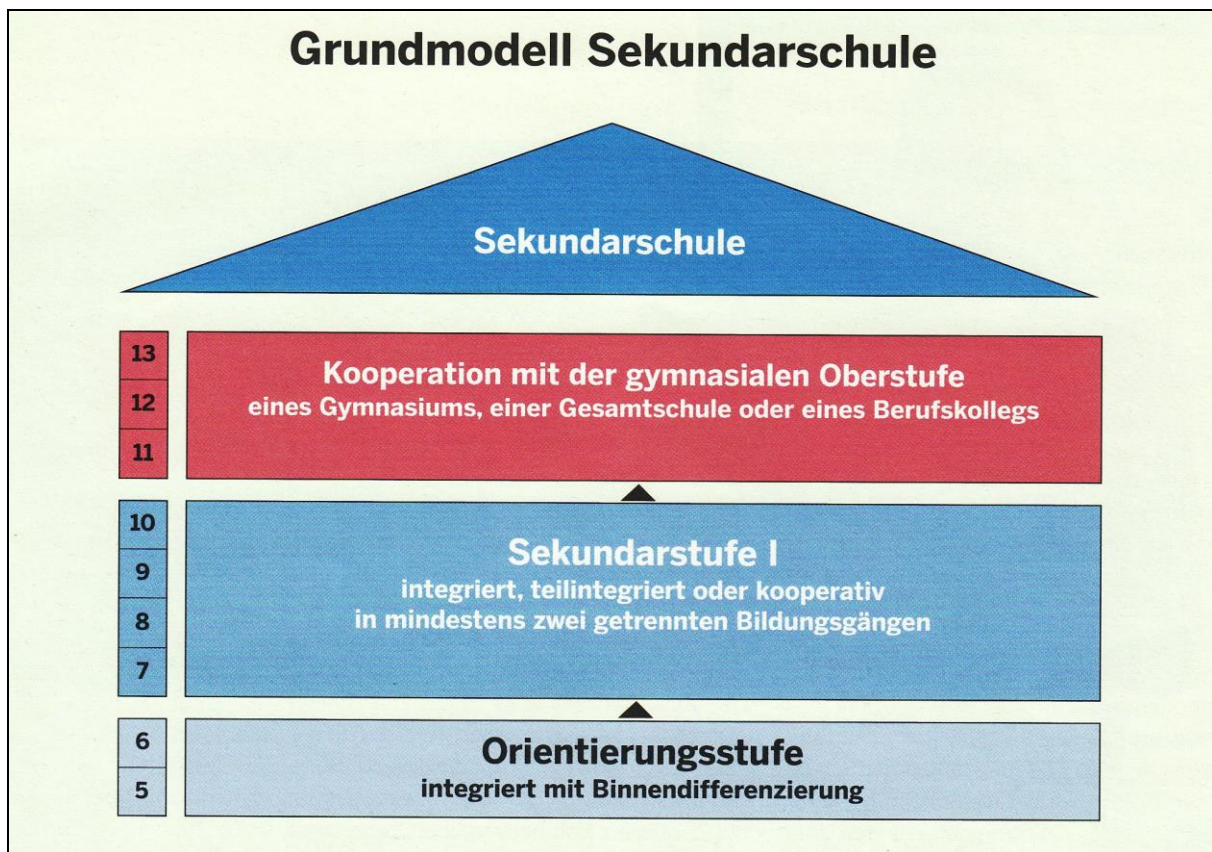 Grundmodell Sekundarschule
Sekundarschule
13
12
11
Kooperation mit der gymnasialen Oberstufe
eines Gymnasiums, einer Gesamtschule oder eines Berufskollegs
10
9
8
7
Sekundarstufe I
integriert, teilintegriert oder kooperativ
in mindestens zwei getrennten Bildungsgängen
6
5
Orientierungsstufe
integriert mit Binnendifferenzierung